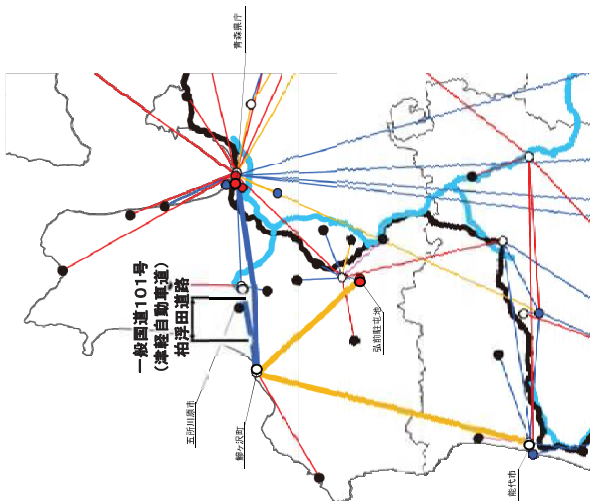 青森県庁
一般国道101号
(津軽自動車道)
柏浮田道路
五所川原市
鰺ヶ沢町
弘前駐屯地
能代市